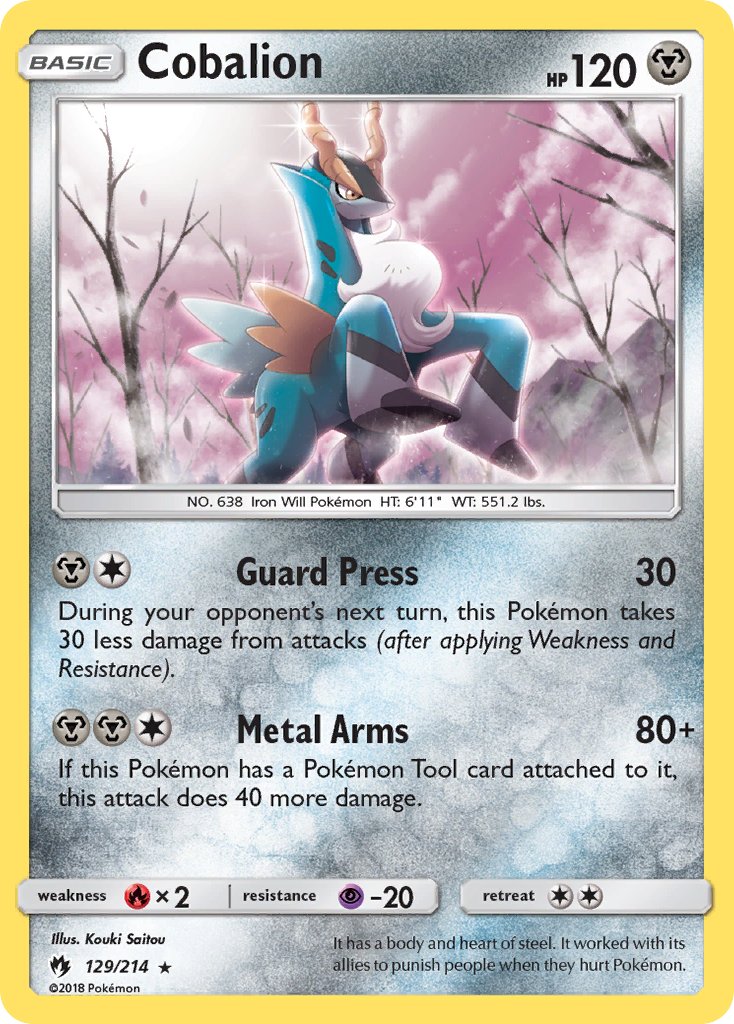 BASIC Cobalion HP 120
NO. 638 Iron Will Pokémon HT: 6'11" WT: 551.2 lbs.
Guard Press 30
During your opponent's next turn, this Pokémon takes
30 less damage from attacks (after applying Weakness and
Resistance).
Metal Arms 80+
If this Pokémon has a Pokémon Tool card attached to it,
this attack does 40 more damage.
weakness × 2 resistance –20 retreat
Illus. Kouki Saitou
129/214 ★
©2018 Pokémon
It has a body and heart of steel. It worked with its
allies to punish people when they hurt Pokémon.